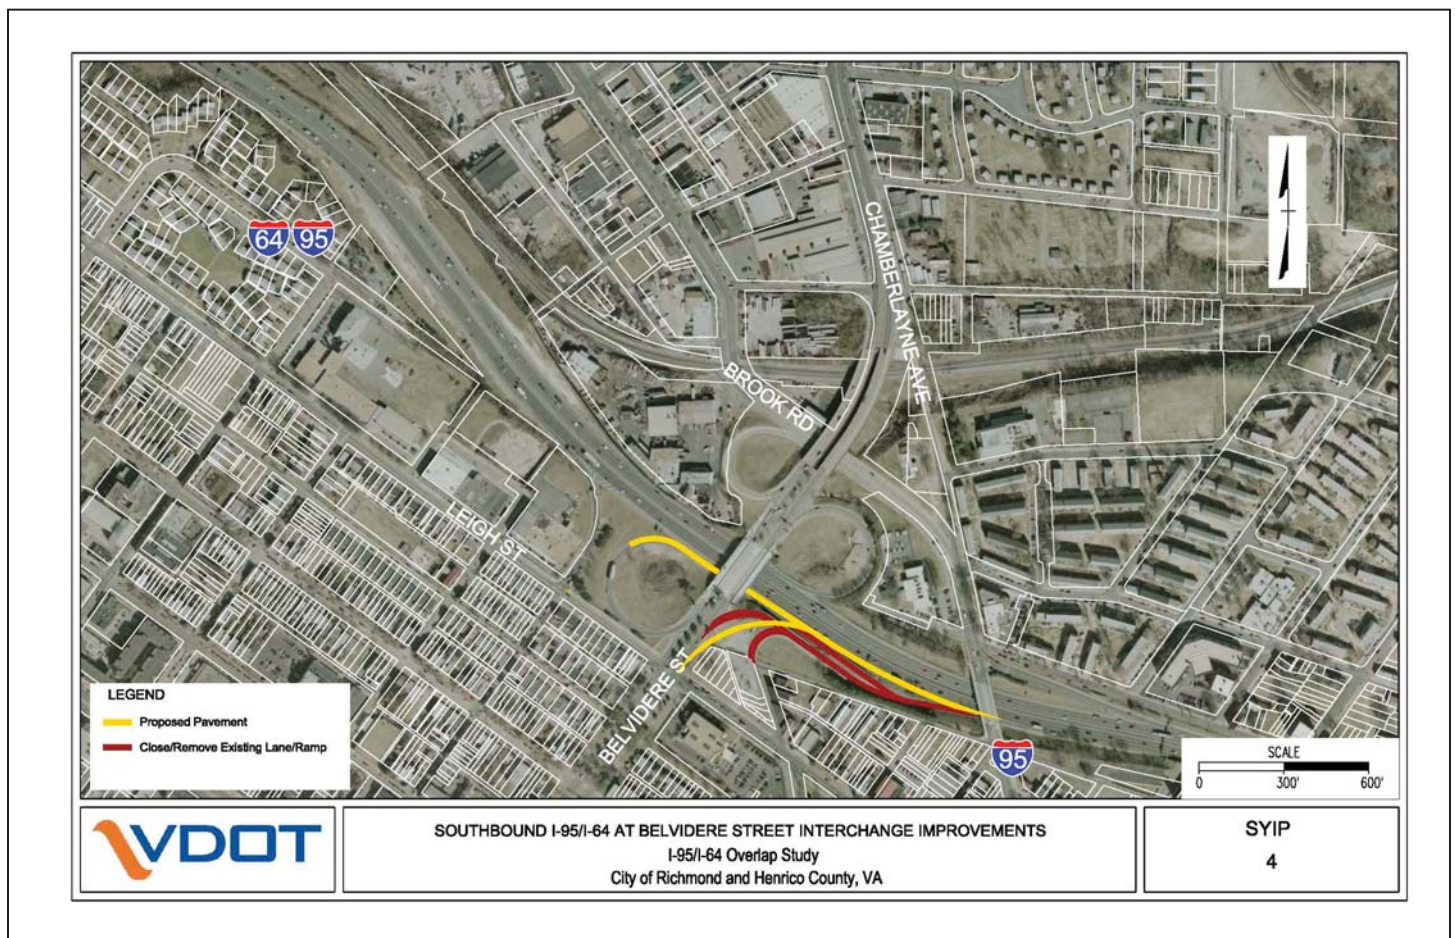 64 95
CHAMBERLAYNE AVE
BROOK RD
LEIGH ST
BELVIDERE ST
95
LEGEND
Proposed Pavement
Close/Remove Existing Lane/Ramp
SCALE
0 300' 600'
VDOT
SOUTHBOUND I-95/I-64 AT BELVIDERE STREET INTERCHANGE IMPROVEMENTS
I-95/I-64 Overlap Study
City of Richmond and Henrico County, VA
SYIP
4